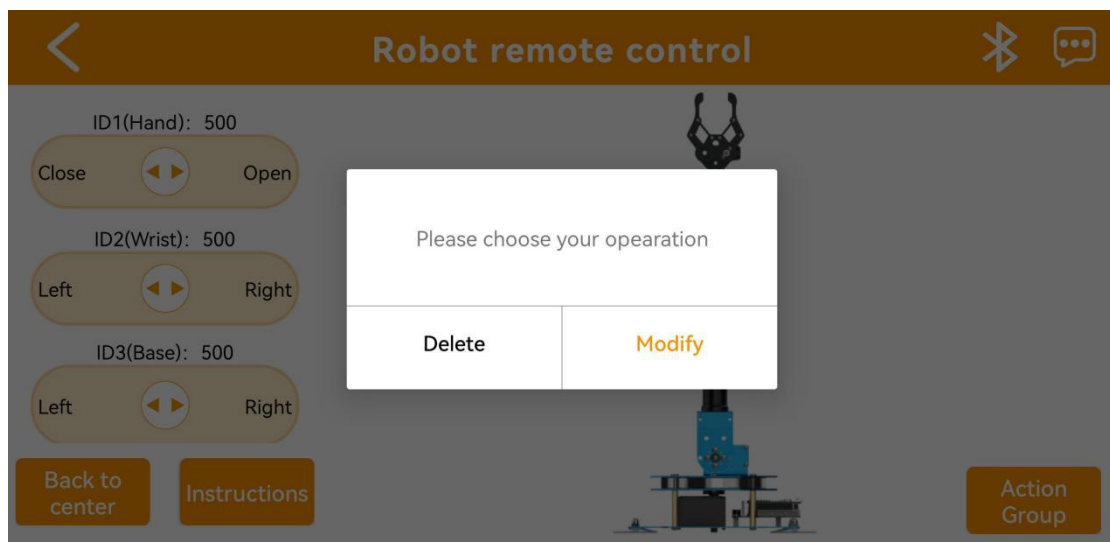 Robot remote control
ID1(Hand): 500
Close Open
ID2(Wrist): 500
Left Right
ID3(Base): 500
Left Right
Please choose your opearation
Delete Modify
Back to
center
Instructions
Action
Group